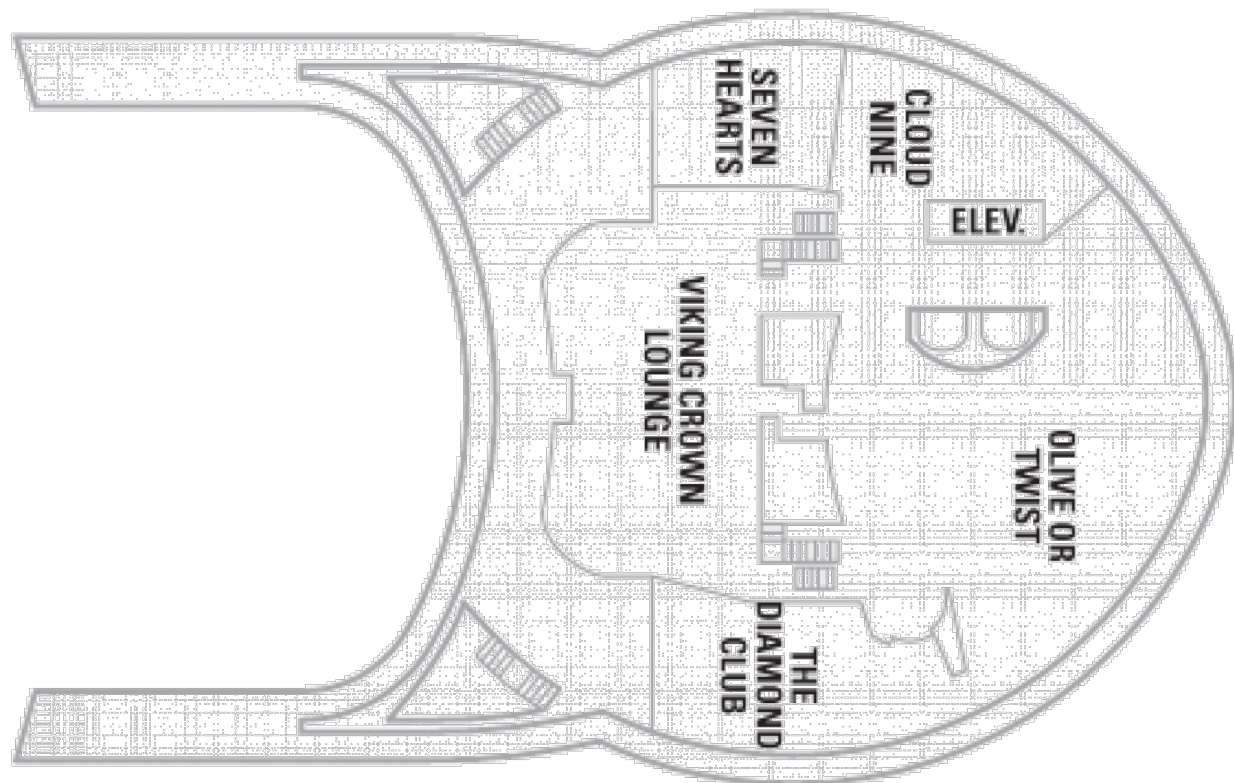 SEVEN
HEARTS
CLOUD
NINE
ELEV.
VIKING CROWN
LOUNGE
OLIVE OR
TWIST
THE
DIAMOND
CLUB